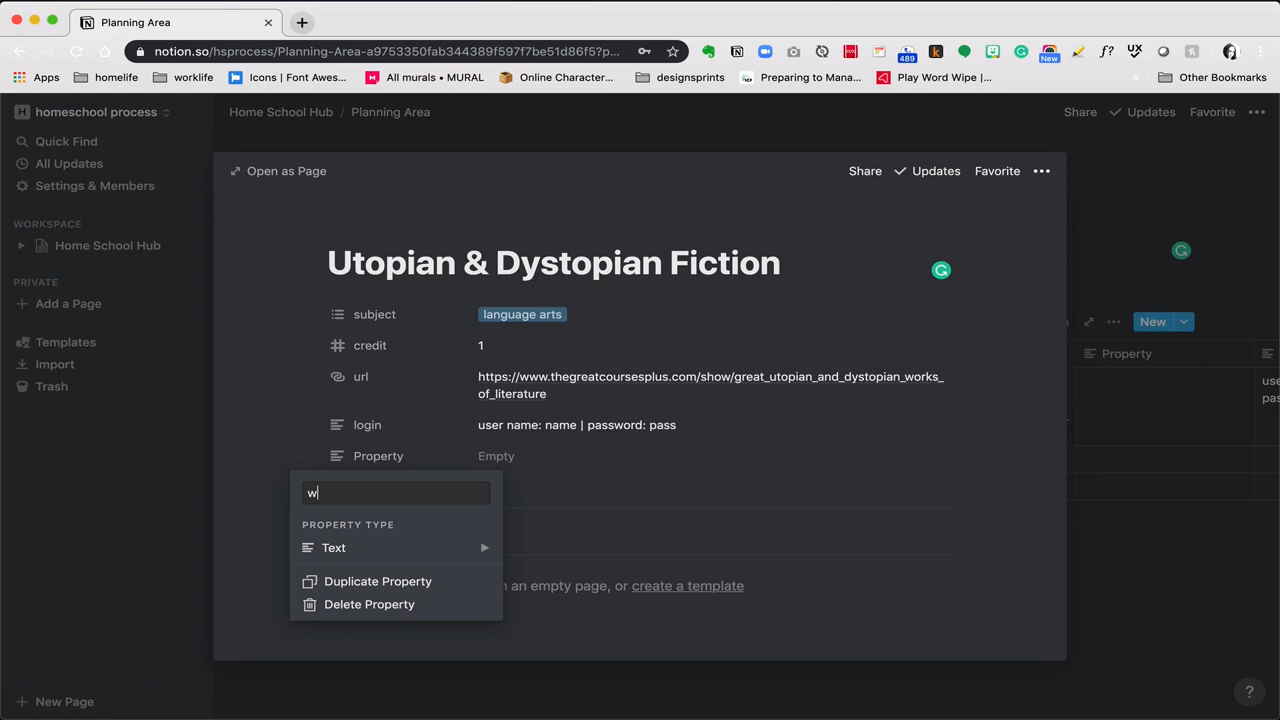 Planning Area
notion.so/hsprocess/Planning-Area-a9753350fab344389f597f7be51d86f5?p...
489
New
Apps
homelife
worklife
Icons | Font Awes...
All murals • MURAL
Online Character...
designsprints
Preparing to Mana...
Play Word Wipe |...
»
Other Bookmarks
H homeschool process
Home School Hub / Planning Area
Share
Updates
Favorite
Quick Find
All Updates
Settings & Members
WORKSPACE
Home School Hub
PRIVATE
Add a Page
Templates
Import
Trash
New Page
Open as Page
Share
Updates
Favorite
Utopian & Dystopian Fiction
subject language arts
credit 1
url https://www.thegreatcoursesplus.com/show/great_utopian_and_dystopian_works_
of_literature
login user name: name | password: pass
Property Empty
w
PROPERTY TYPE
Text
Duplicate Property
Delete Property
an empty page, or create a template
New
Property
use
pas
?